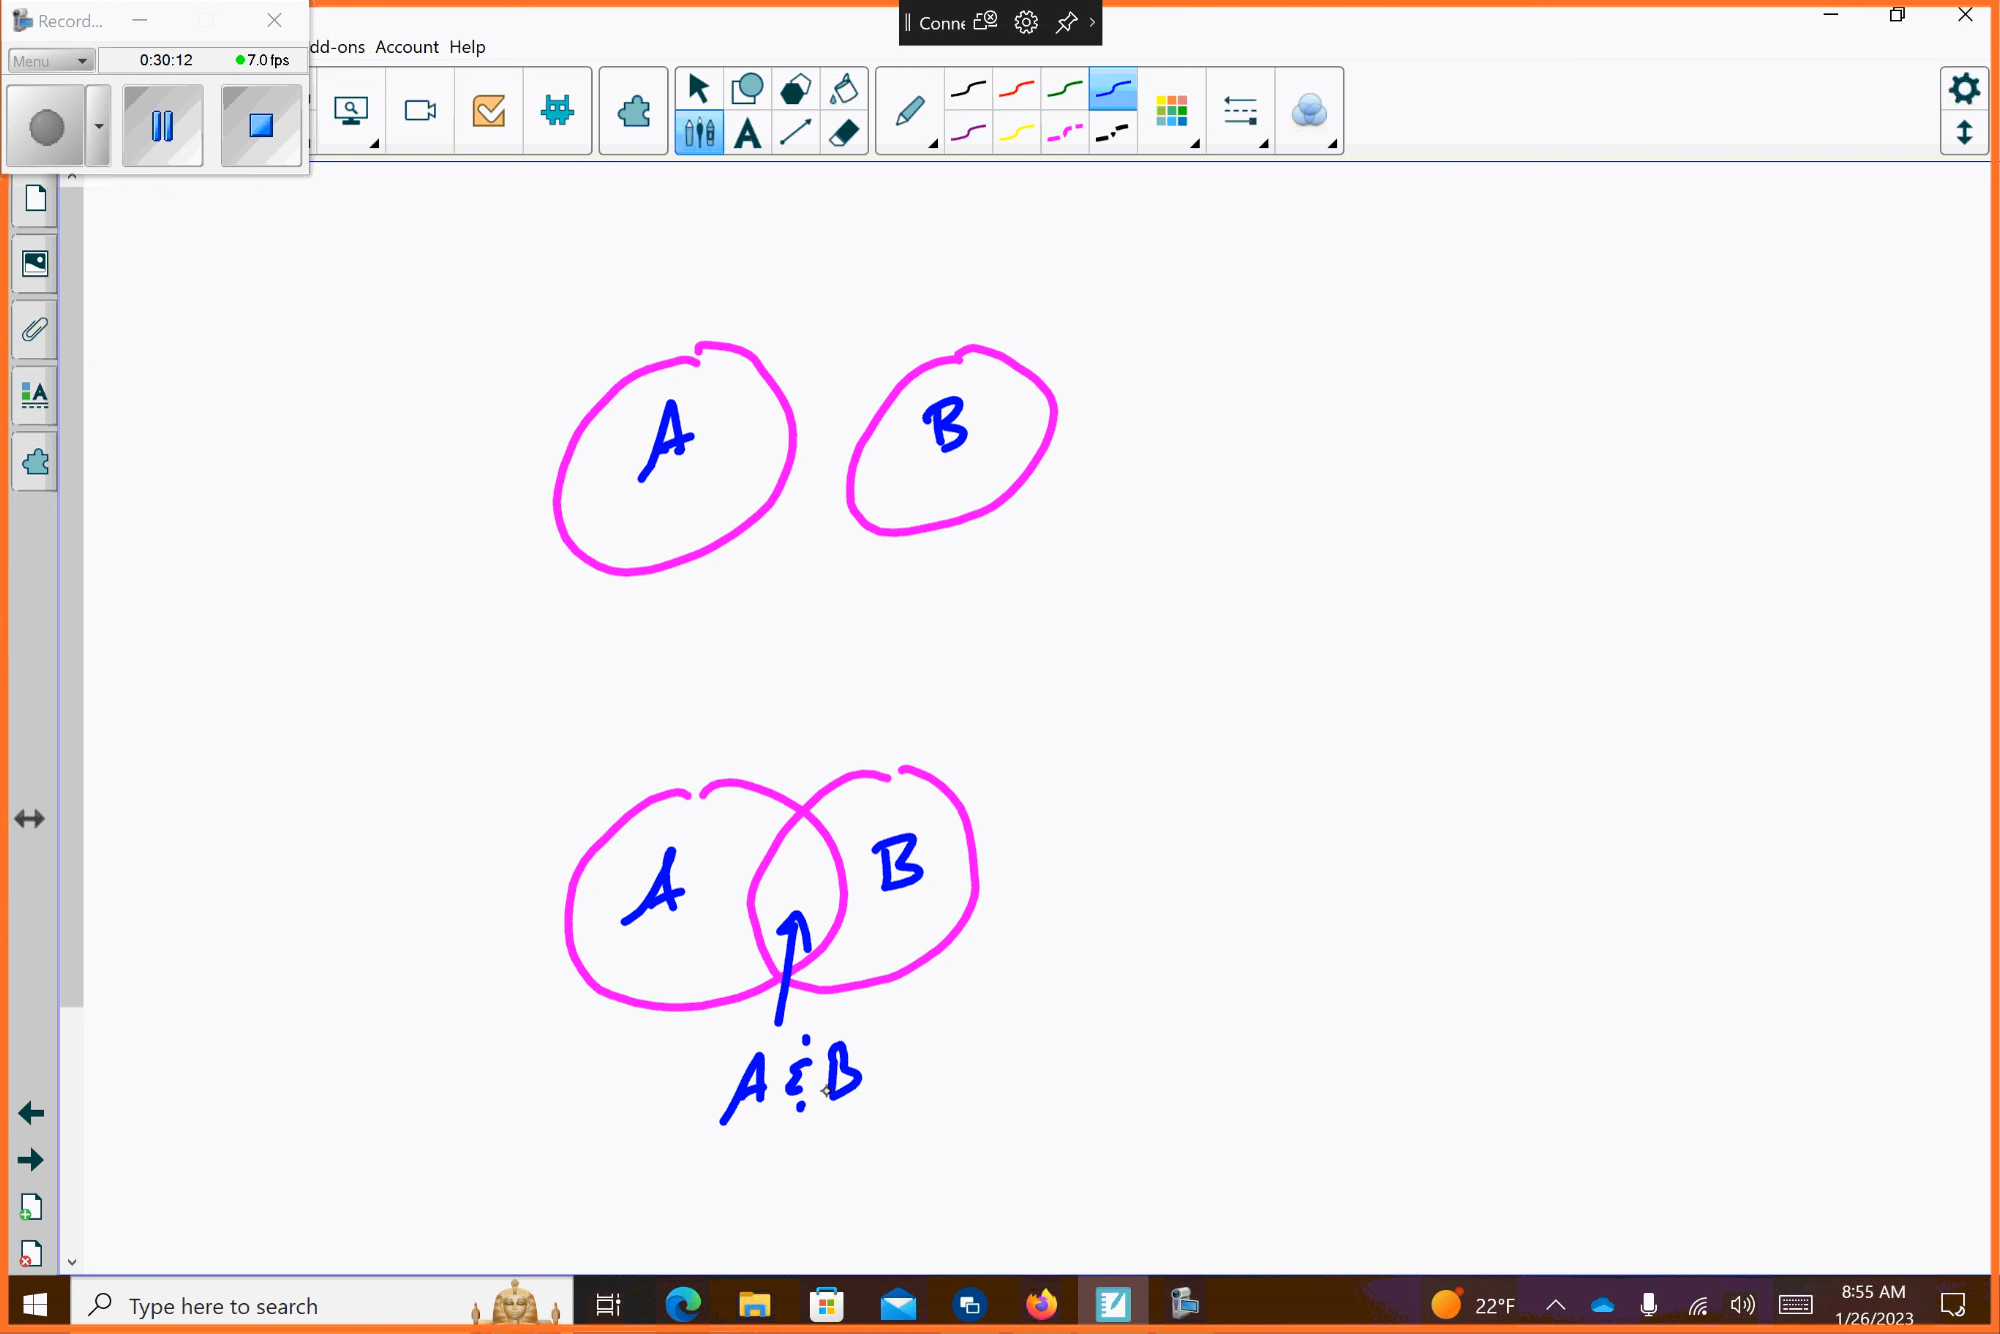 Record...
Conne
Menu
0:30:12
7.0 fps
dd-ons Account Help
A
B
A
B
A & B
Type here to search
22°F
8:55 AM
1/26/2023